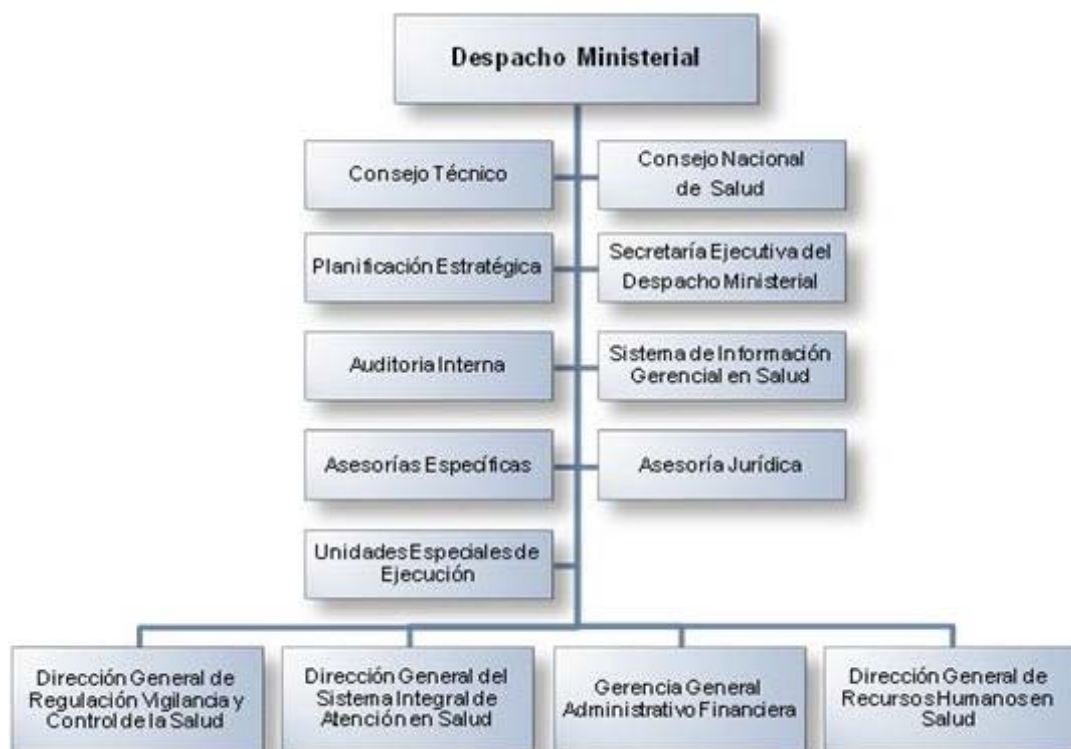 Despacho Ministerial
Consejo Técnico
Consejo Nacional
de Salud
Planificación Estratégica
Secretaría Ejecutiva del
Despacho Ministerial
Auditoria Interna
Sistema de Información
Gerencial en Salud
Asesorías Específicas
Asesoría Jurídica
Unidades Especiales de
Ejecución
Dirección General de
Regulación Vigilancia y
Control de la Salud
Dirección General del
Sistema Integral de
Atención en Salud
Gerencia General
Administrativo Financiera
Dirección General de
Recursos Humanos en
Salud